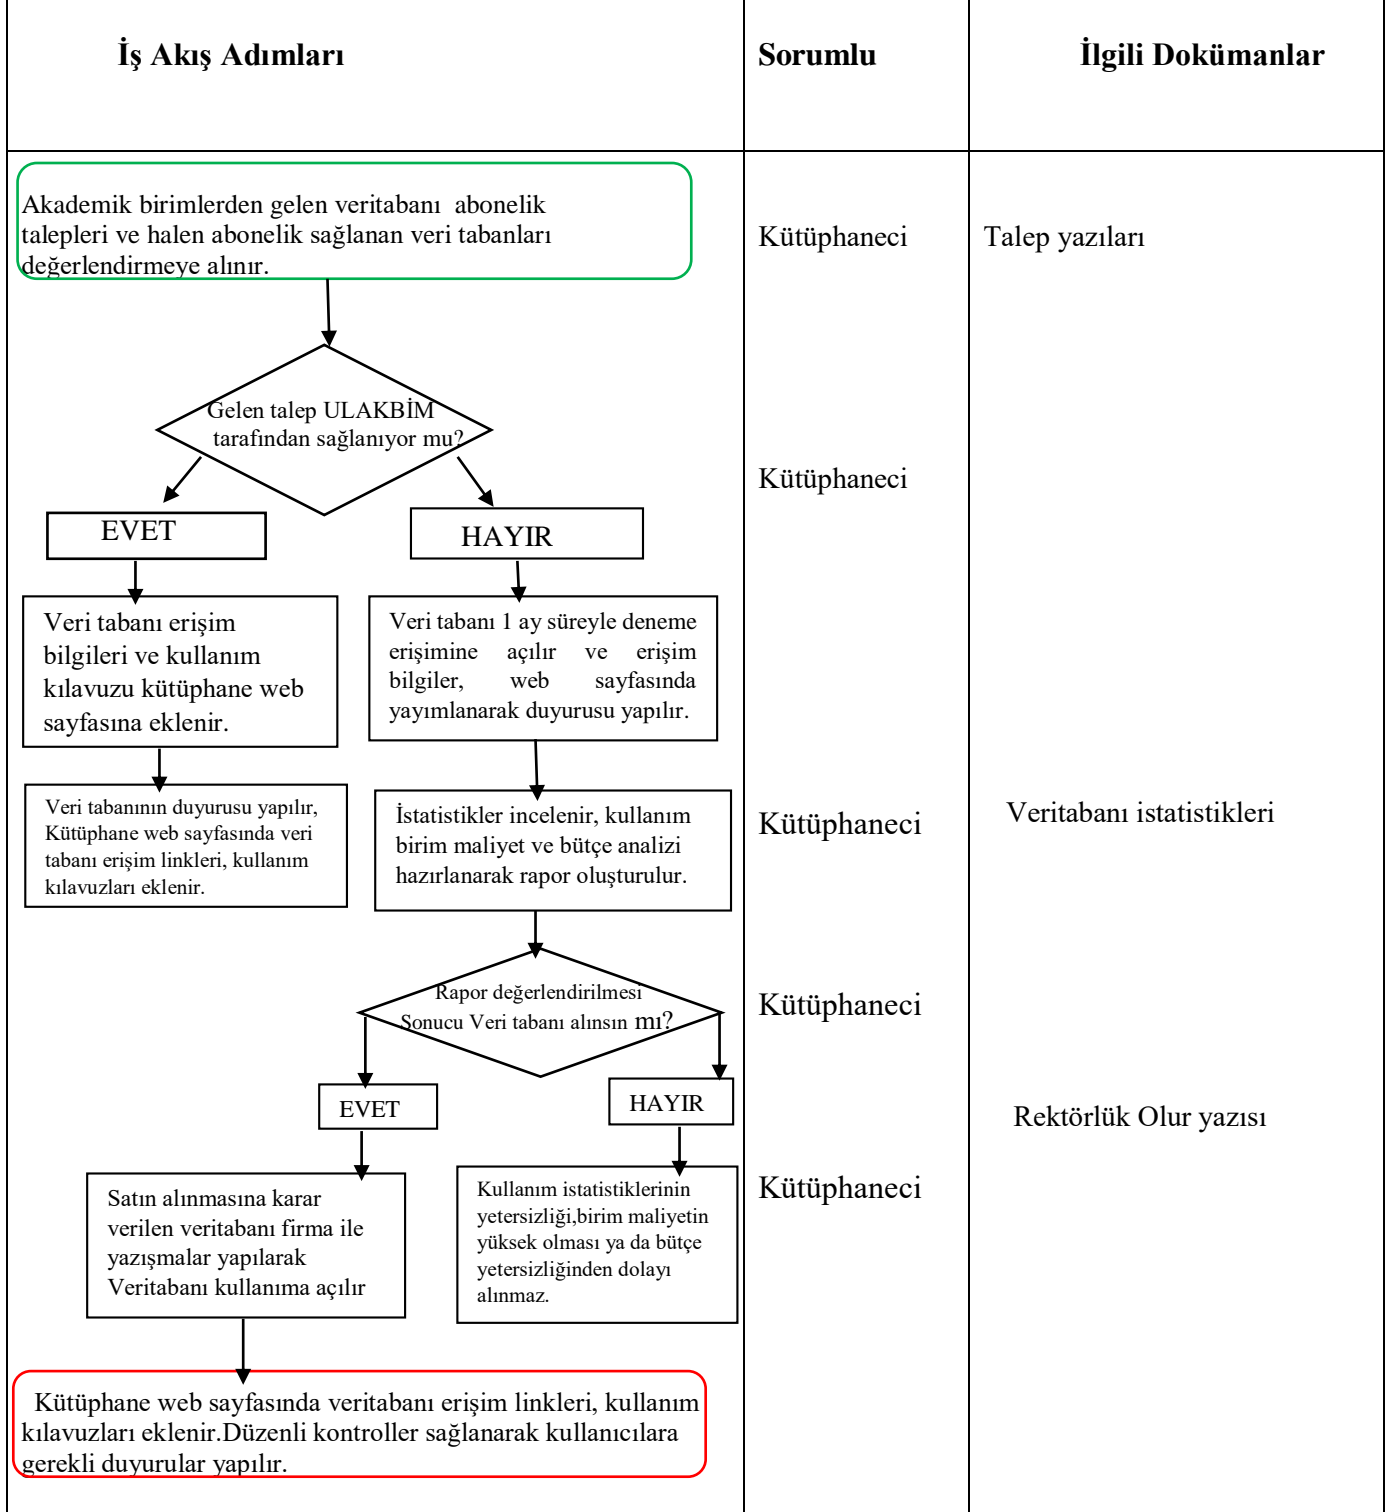 İş Akış Adımları
Sorumlu
İlgili Dokümanlar
Akademik birimlerden gelen veritabanı abonelik
talepleri ve halen abonelik sağlanan veri tabanları
değerlendirmeye alınır.
Kütüphaneci
Talep yazıları
Gelen talep ULAKBİM
tarafından sağlanıyor mu?
Kütüphaneci
EVET
HAYIR
Veri tabanı erişim
bilgileri ve kullanım
kılavuzu kütüphane web
sayfasına eklenir.
Veri tabanı 1 ay süreyle deneme
erişimine açılır ve erişim
bilgiler, web sayfasında
yayımlanarak duyurusu yapılır.
Veri tabanının duyurusu yapılır,
Kütüphane web sayfasında veri
tabanı erişim linkleri, kullanım
kılavuzları eklenir.
İstatistikler incelenir, kullanım
birim maliyet ve bütçe analizi
hazırlanarak rapor oluşturulur.
Kütüphaneci
Veritabanı istatistikleri
Rapor değerlendirilmesi
Sonucu Veri tabanı alınsın mı?
Kütüphaneci
EVET
HAYIR
Rektörlük Olur yazısı
Satın alınmasına karar
verilen veritabanı firma ile
yazışmalar yapılarak
Veritabanı kullanıma açılır
Kullanım istatistiklerinin
yetersizliği,birim maliyetin
yüksek olması ya da bütçe
yetersizliğinden dolayı
alınmaz.
Kütüphaneci
Kütüphane web sayfasında veritabanı erişim linkleri, kullanım
kılavuzları eklenir.Düzenli kontroller sağlanarak kullanıcılara
gerekli duyurular yapılır.